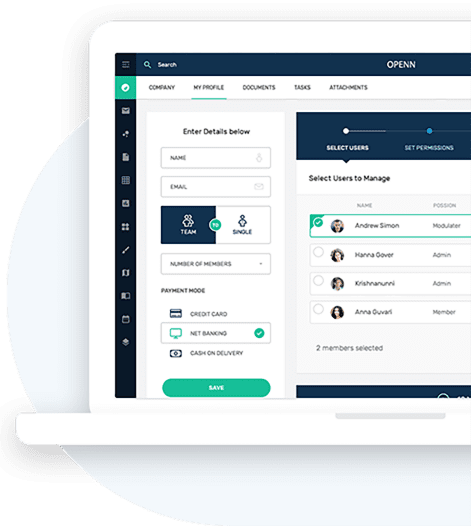 Search
OPENN
COMPANY
MY PROFILE
DOCUMENTS
TASKS
ATTACHMENTS
Enter Details below
NAME
EMAIL
TEAM
TO
SINGLE
NUMBER OF MEMBERS
PAYMENT MODE
CREDIT CARD
NET BANKING
CASH ON DELIVERY
SAVE
SELECT USERS
SET PERMISSIONS
Select Users to Manage
NAME
POSSION
Andrew Simon
Modulater
Hanna Gover
Admin
Krishnanunni
Admin
Anna Guvari
Member
2 members selected